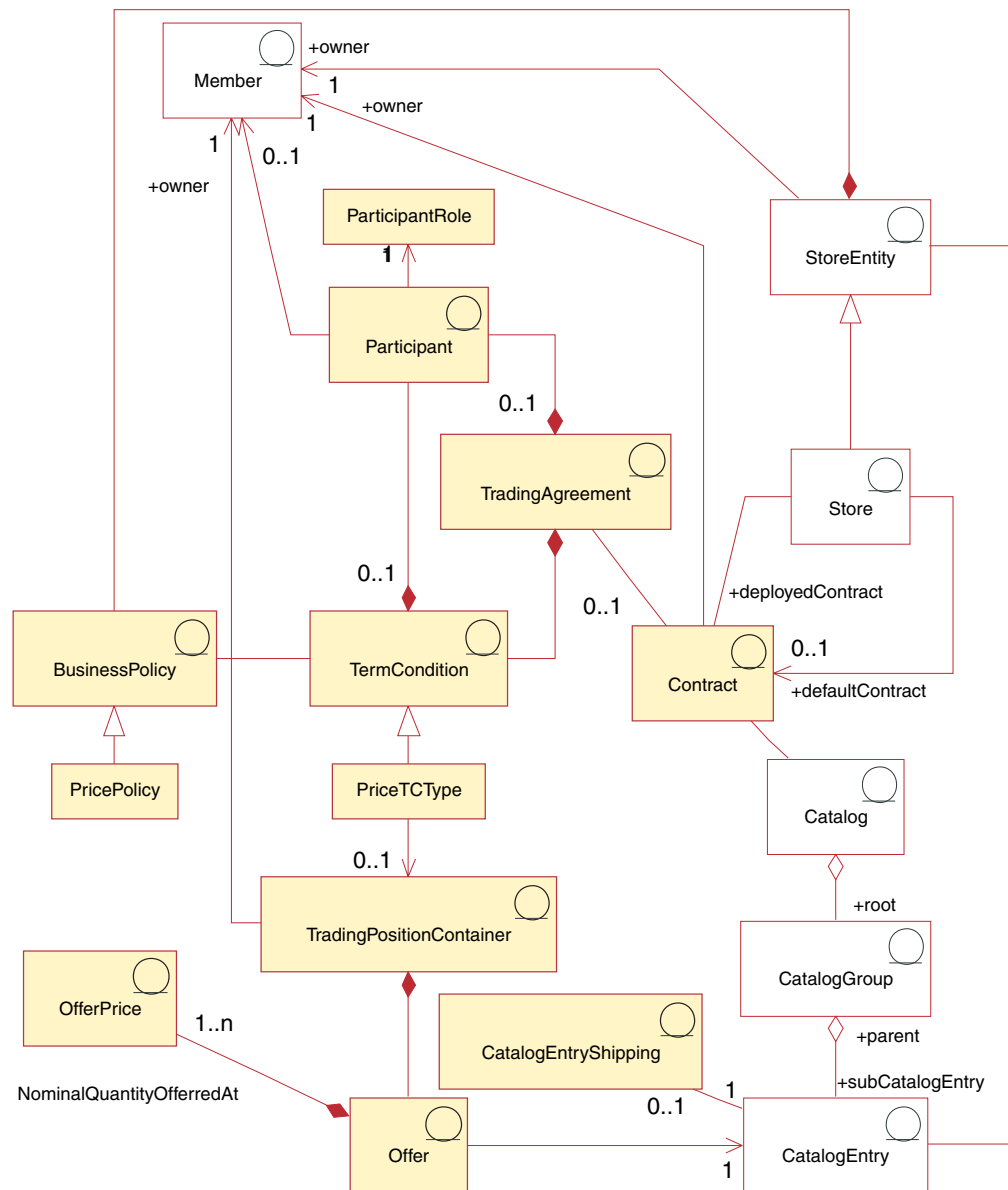 +owner
Member
1
+owner
1
1
0..1
+owner
ParticipantRole
1
StoreEntity
Participant
0..1
TradingAgreement
Store
0..1
0..1
+deployedContract
0..1
BusinessPolicy
TermCondition
Contract
+defaultContract
PricePolicy
PriceTCType
Catalog
0..1
+root
TradingPositionContainer
CatalogGroup
OfferPrice
1..n
CatalogEntryShipping
+parent
NominalQuantityOfferredAt
+subCatalogEntry
1
0..1
Offer
CatalogEntry
1